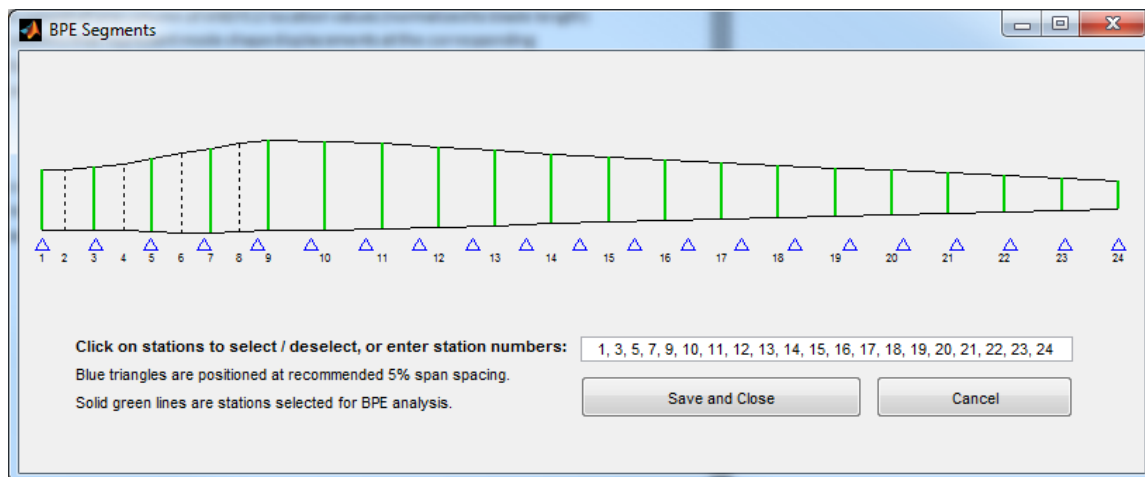 BPE Segments
1 2 3 4 5 6 7 8 9 10 11 12 13 14 15 16 17 18 19 20 21 22 23 24
Click on stations to select / deselect, or enter station numbers: 1, 3, 5, 7, 9, 10, 11, 12, 13, 14, 15, 16, 17, 18, 19, 20, 21, 22, 23, 24
Blue triangles are positioned at recommended 5% span spacing.
Save and Close Cancel
Solid green lines are stations selected for BPE analysis.